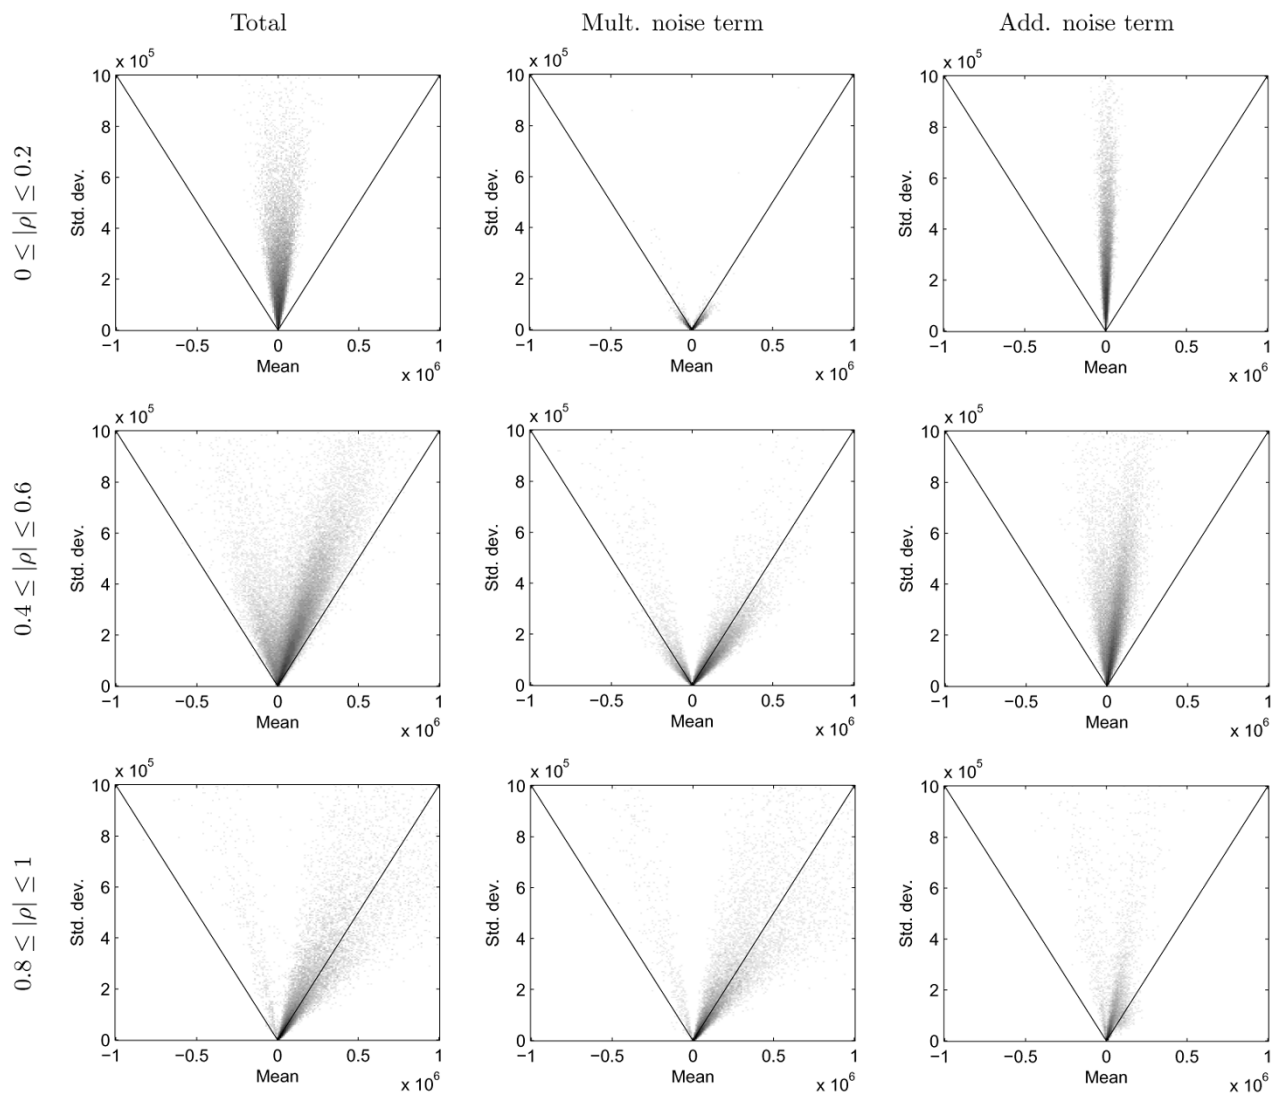 Total Mult. noise term Add. noise term
0 ≤ |ρ| ≤ 0.2
x 10^5
10
8
6
4
2
0
Std. dev.
−1 −0.5 0 0.5 1
Mean
x 10^6
x 10^5
10
8
6
4
2
0
Std. dev.
−1 −0.5 0 0.5 1
Mean
x 10^6
x 10^5
10
8
6
4
2
0
Std. dev.
−1 −0.5 0 0.5 1
Mean
x 10^6
0.4 ≤ |ρ| ≤ 0.6
x 10^5
10
8
6
4
2
0
Std. dev.
−1 −0.5 0 0.5 1
Mean
x 10^6
x 10^5
10
8
6
4
2
0
Std. dev.
−1 −0.5 0 0.5 1
Mean
x 10^6
x 10^5
10
8
6
4
2
0
Std. dev.
−1 −0.5 0 0.5 1
Mean
x 10^6
0.8 ≤ |ρ| ≤ 1
x 10^5
10
8
6
4
2
0
Std. dev.
−1 −0.5 0 0.5 1
Mean
x 10^6
x 10^5
10
8
6
4
2
0
Std. dev.
−1 −0.5 0 0.5 1
Mean
x 10^6
x 10^5
10
8
6
4
2
0
Std. dev.
−1 −0.5 0 0.5 1
Mean
x 10^6